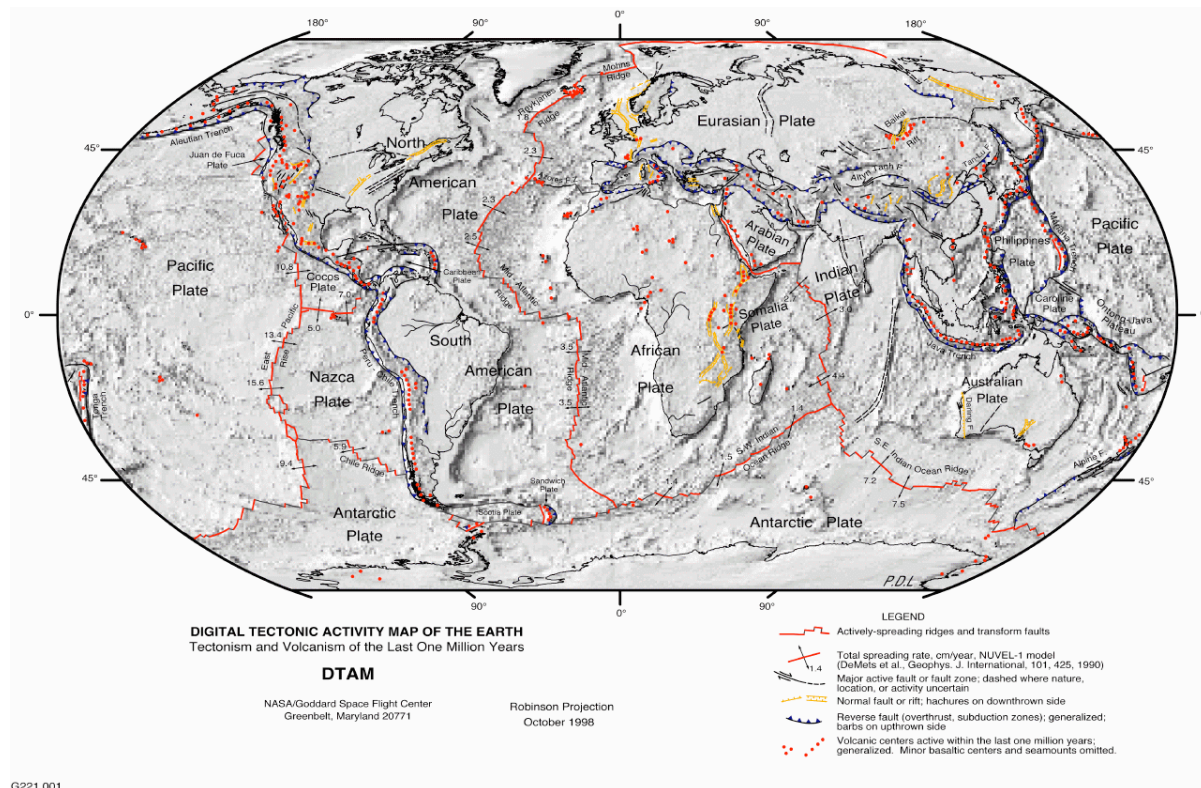 180°
90°
0°
90°
180°
Mohns
Ridge
Reykjanes
Ridge
1.8
Aleutian Trench
45°
Juan de Fuca
Plate
North
American
Plate
2.3
Azores F.Z.
2.3
2.5
Eurasian Plate
Baikal
Rift
Altyn Tagh F.
Tanlu F.
45°
Pacific
Plate
Arabian
Plate
Indian
Plate
Philippines
Plate
Mariana Trench
Pacific
Plate
10.8
Cocos
Plate
7.0
5.0
Caribbean
Plate
Mid-Atlantic
Ridge
Somalia
Plate
2.7
3.0
Caroline
Plate
Ontong-Java
Plateau
0°
0°
13.4
East Pacific
Rise
15.6
Tonga
Trench
Nazca
Plate
Peru
Chile Trench
South
American
Plate
3.5
3.5
Mid-Atlantic
Ridge
African
Plate
4.4
1.4
Java Trench
Australian
Plate
Darling F.
9.4
5.9
Chile Ridge
1.5
S.W. Indian
Ocean Ridge
1.4
S.E. Indian Ocean Ridge
7.2
7.5
Alpine F.
45°
45°
Sandwich
Plate
Scotia Plate
Antarctic
Plate
Antarctic Plate
P.D.L.
90°
0°
90°
DIGITAL TECTONIC ACTIVITY MAP OF THE EARTH
Tectonism and Volcanism of the Last One Million Years
DTAM
NASA/Goddard Space Flight Center
Greenbelt, Maryland 20771
Robinson Projection
October 1998
LEGEND
Actively-spreading ridges and transform faults
1.4
Total spreading rate, cm/year, NUVEL-1 model
(DeMets et al., Geophys. J. International, 101, 425, 1990)
Major active fault or fault zone; dashed where nature,
location, or activity uncertain
Normal fault or rift; hachures on downthrown side
Reverse fault (overthrust, subduction zones); generalized;
barbs on upthrown side
Volcanic centers active within the last one million years;
generalized. Minor basaltic centers and seamounts omitted.
G221.001